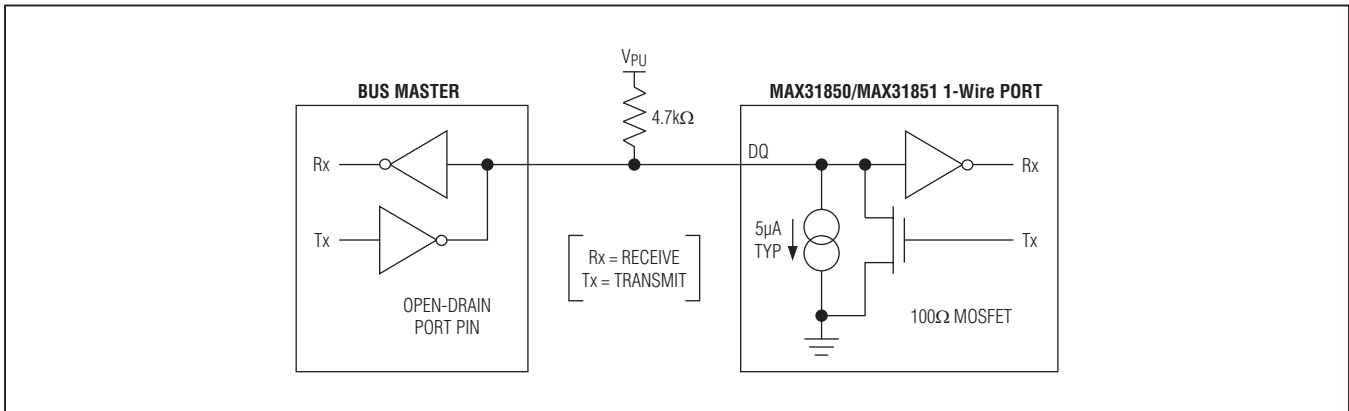 V_PU
BUS MASTER
MAX31850/MAX31851 1-Wire PORT
4.7kΩ
Rx
DQ
Rx
Tx
5µA
TYP
Tx
Rx = RECEIVE
Tx = TRANSMIT
OPEN-DRAIN
PORT PIN
100Ω MOSFET